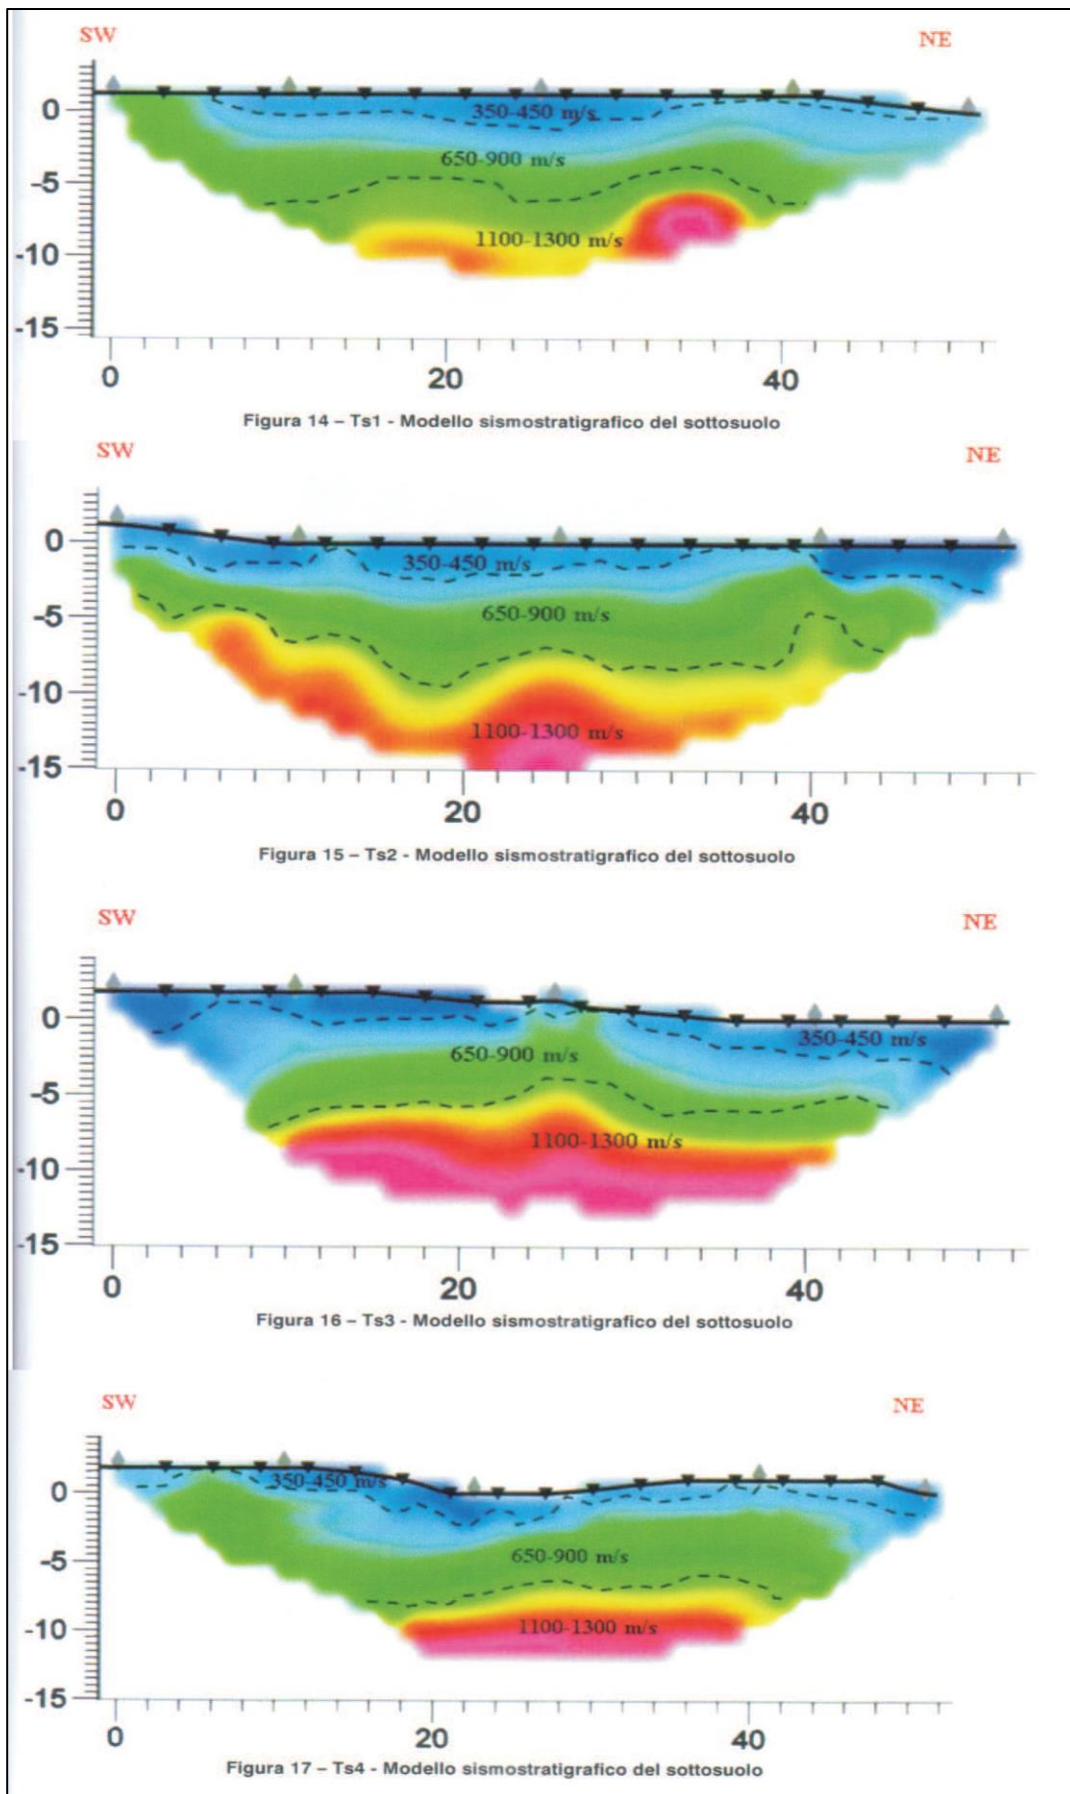 SW NE
350-450 m/s
0
650-900 m/s
-5
1100-1300 m/s
-10
-15
0 20 40
Figura 14 – Ts1 - Modello sismostratigrafico del sottosuolo
SW NE
0
350-450 m/s
-5
650-900 m/s
-10
1100-1300 m/s
-15
0 20 40
Figura 15 – Ts2 - Modello sismostratigrafico del sottosuolo
SW NE
0
350-450 m/s
650-900 m/s
-5
1100-1300 m/s
-10
-15
0 20 40
Figura 16 – Ts3 - Modello sismostratigrafico del sottosuolo
SW NE
350-450 m/s
0
650-900 m/s
-5
1100-1300 m/s
-10
-15
0 20 40
Figura 17 – Ts4 - Modello sismostratigrafico del sottosuolo